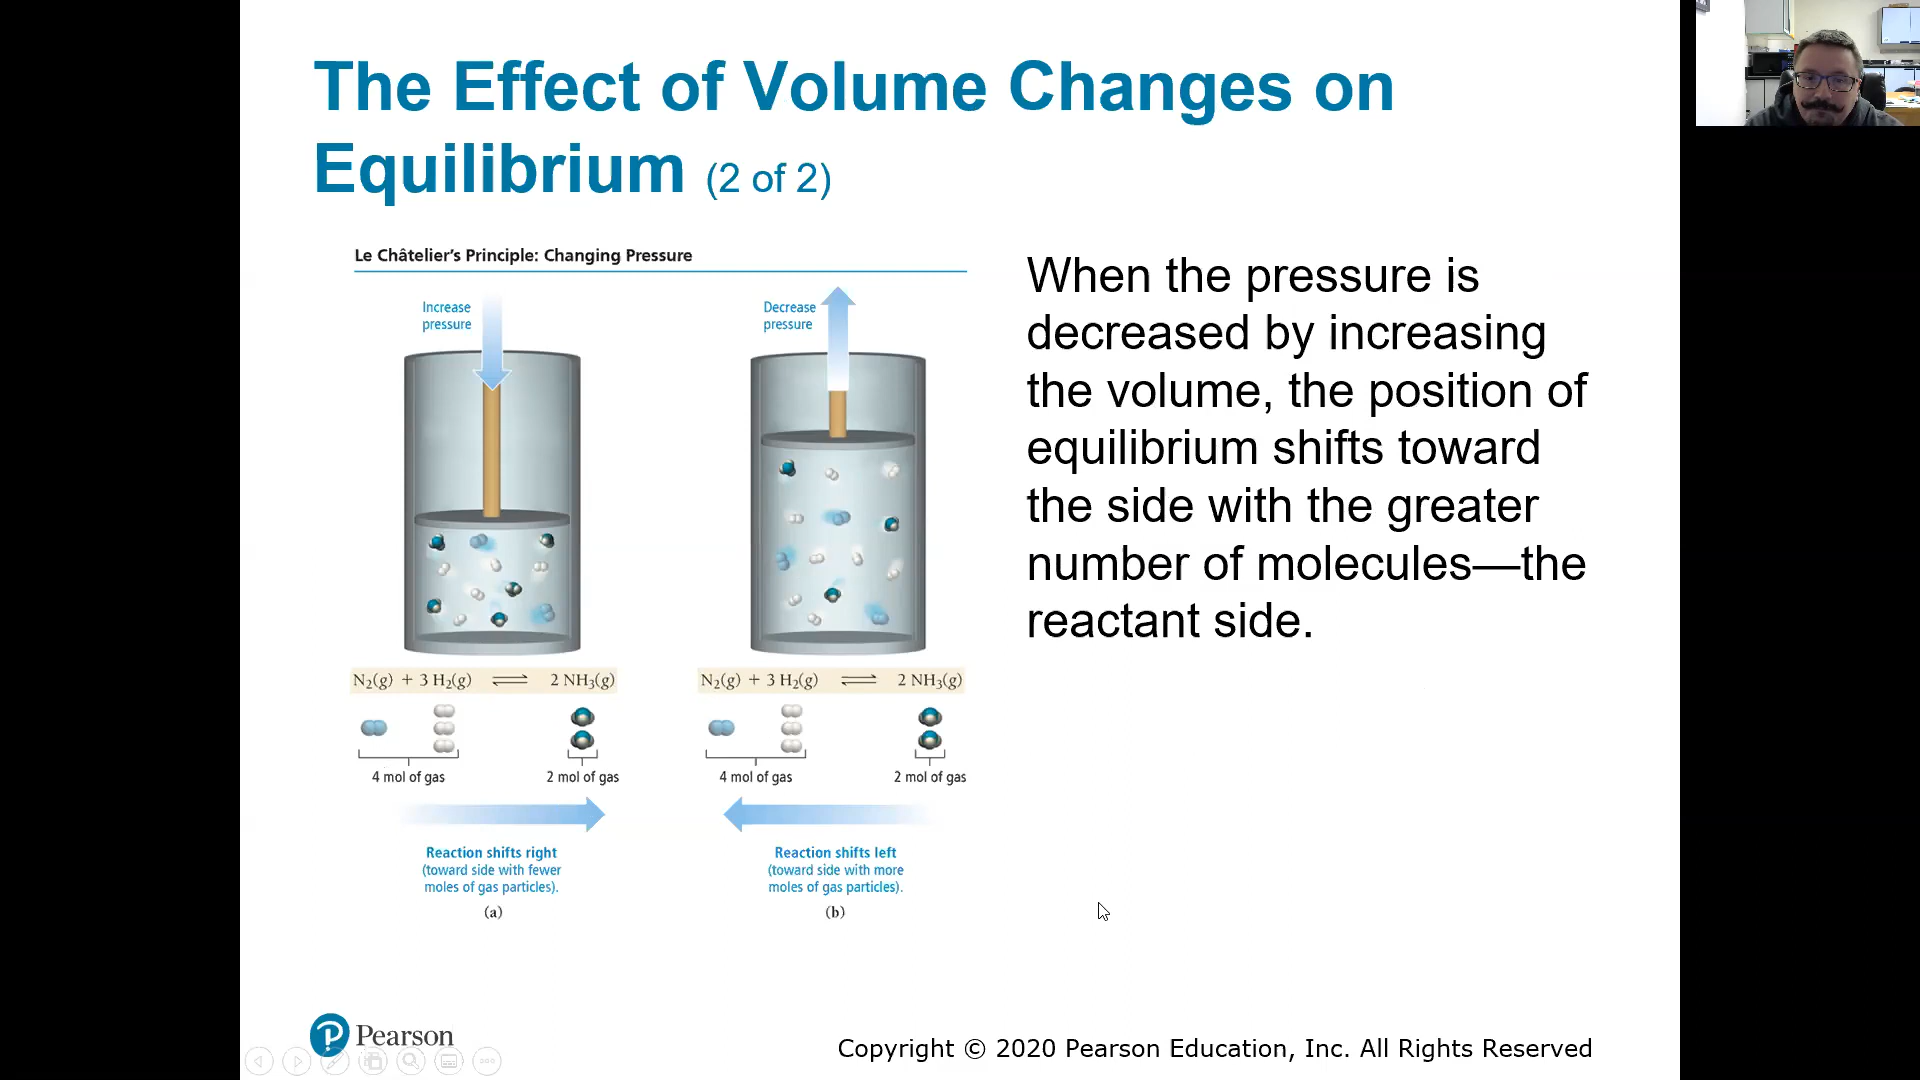 The Effect of Volume Changes on
Equilibrium (2 of 2)
Le Châtelier's Principle: Changing Pressure
Increase
pressure
Decrease
pressure
N₂(g) + 3 H₂(g) ⇌ 2 NH₃(g)
4 mol of gas 2 mol of gas
Reaction shifts right
(toward side with fewer
moles of gas particles).
(a)
N₂(g) + 3 H₂(g) ⇌ 2 NH₃(g)
4 mol of gas 2 mol of gas
Reaction shifts left
(toward side with more
moles of gas particles).
(b)
When the pressure is
decreased by increasing
the volume, the position of
equilibrium shifts toward
the side with the greater
number of molecules—the
reactant side.
Pearson
Copyright © 2020 Pearson Education, Inc. All Rights Reserved